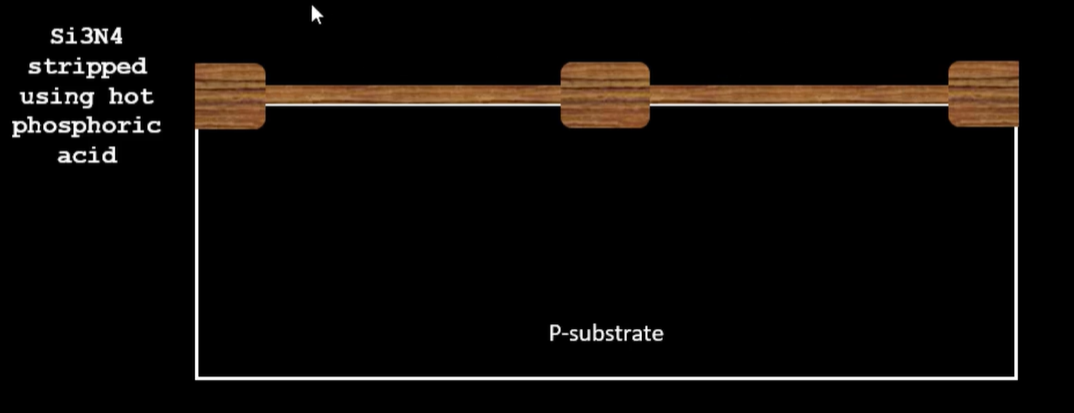 Si3N4
stripped
using hot
phosphoric
acid
P-substrate